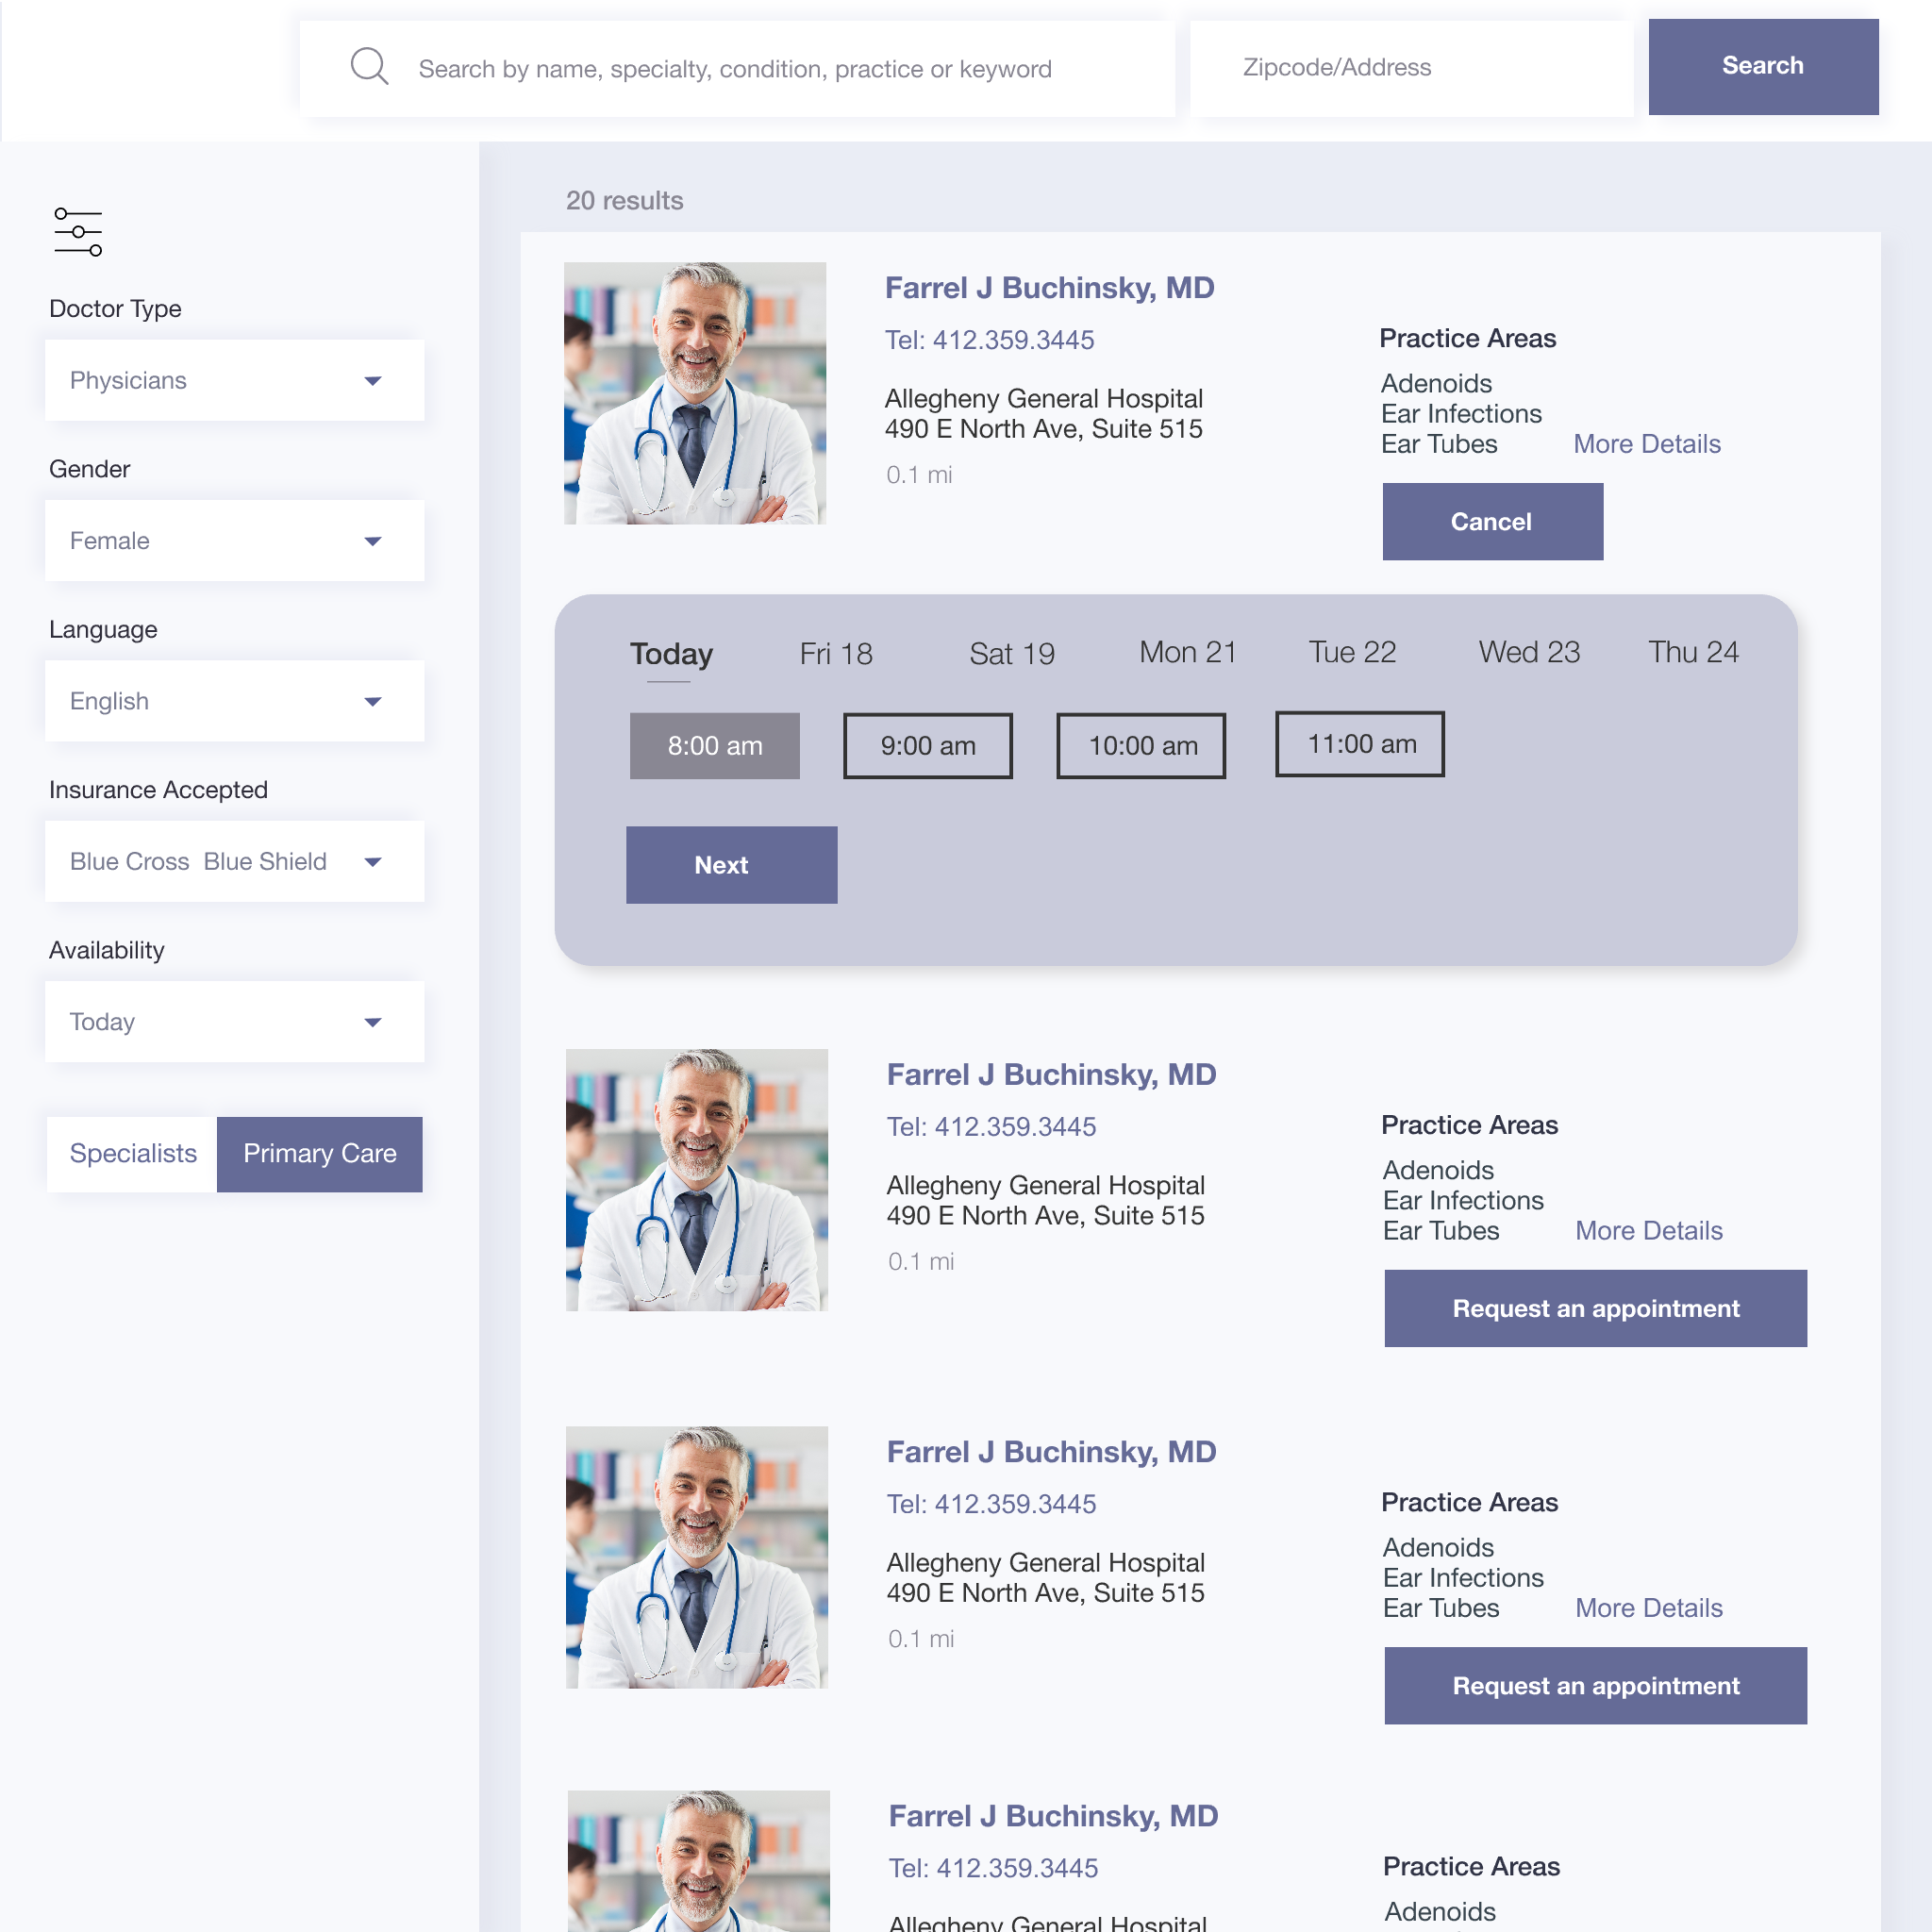 Search by name, specialty, condition, practice or keyword
Zipcode/Address
Search
Doctor Type
Physicians
Gender
Female
Language
English
Insurance Accepted
Blue Cross  Blue Shield
Availability
Today
Specialists
Primary Care
20 results
Farrel J Buchinsky, MD
Tel: 412.359.3445
Allegheny General Hospital
490 E North Ave, Suite 515
0.1 mi
Practice Areas
Adenoids
Ear Infections
Ear Tubes
More Details
Cancel
Today
Fri 18
Sat 19
Mon 21
Tue 22
Wed 23
Thu 24
8:00 am
9:00 am
10:00 am
11:00 am
Next
Farrel J Buchinsky, MD
Tel: 412.359.3445
Allegheny General Hospital
490 E North Ave, Suite 515
0.1 mi
Practice Areas
Adenoids
Ear Infections
Ear Tubes
More Details
Request an appointment
Farrel J Buchinsky, MD
Tel: 412.359.3445
Allegheny General Hospital
490 E North Ave, Suite 515
0.1 mi
Practice Areas
Adenoids
Ear Infections
Ear Tubes
More Details
Request an appointment
Farrel J Buchinsky, MD
Tel: 412.359.3445
Allegheny General Hospital
Practice Areas
Adenoids